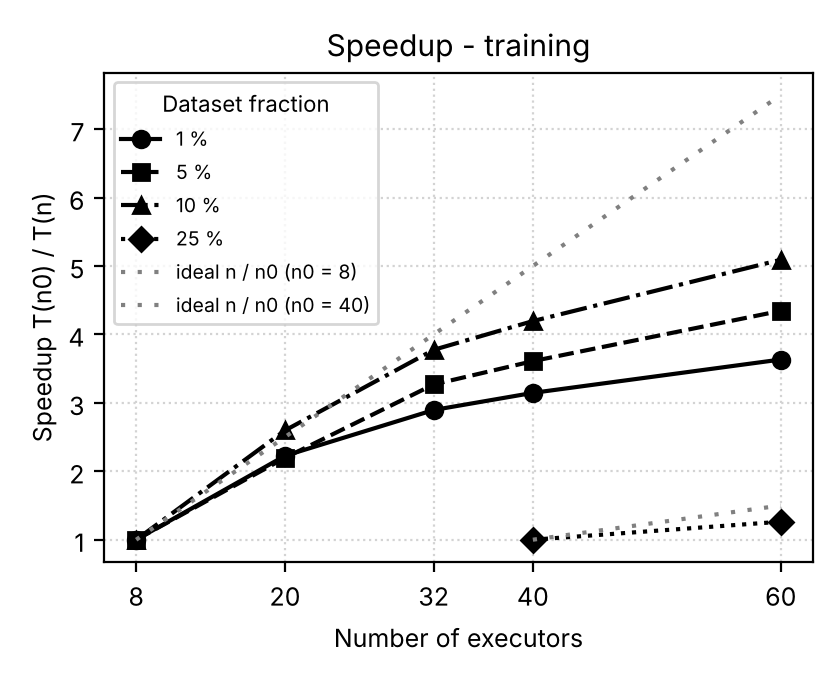 Speedup - training
Speedup T(n0) / T(n)
7
6
5
4
3
2
1
Dataset fraction
1 %
5 %
10 %
25 %
ideal n / n0 (n0 = 8)
ideal n / n0 (n0 = 40)
8 20 32 40 60
Number of executors